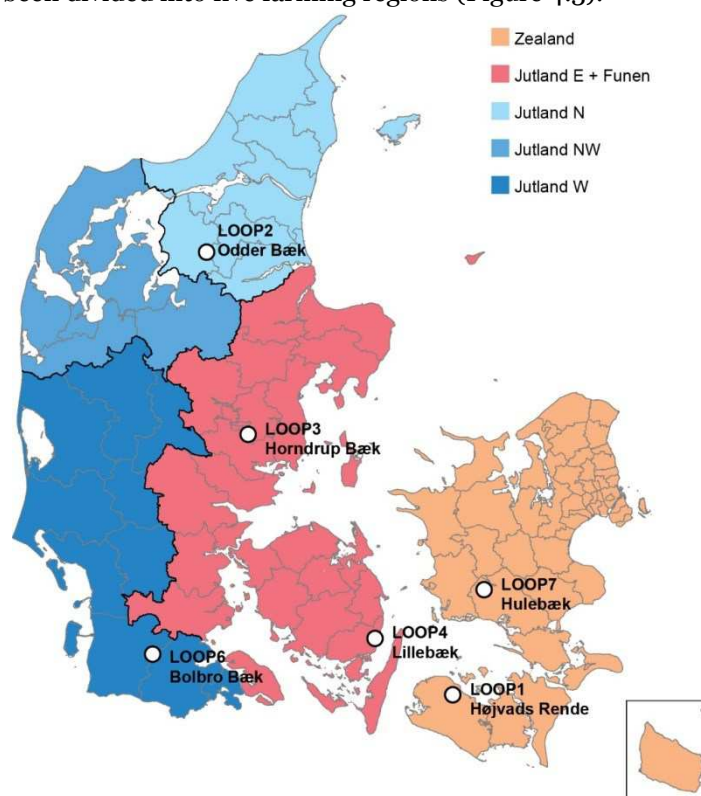 been divided into five farming regions (Figure 4.3).
Zealand
Jutland E + Funen
Jutland N
Jutland NW
Jutland W
LOOP2
Odder Bæk
LOOP3
Horndrup Bæk
LOOP7
Hulebæk
LOOP4
Lillebæk
LOOP6
Bolbro Bæk
LOOP1
Højvads Rende